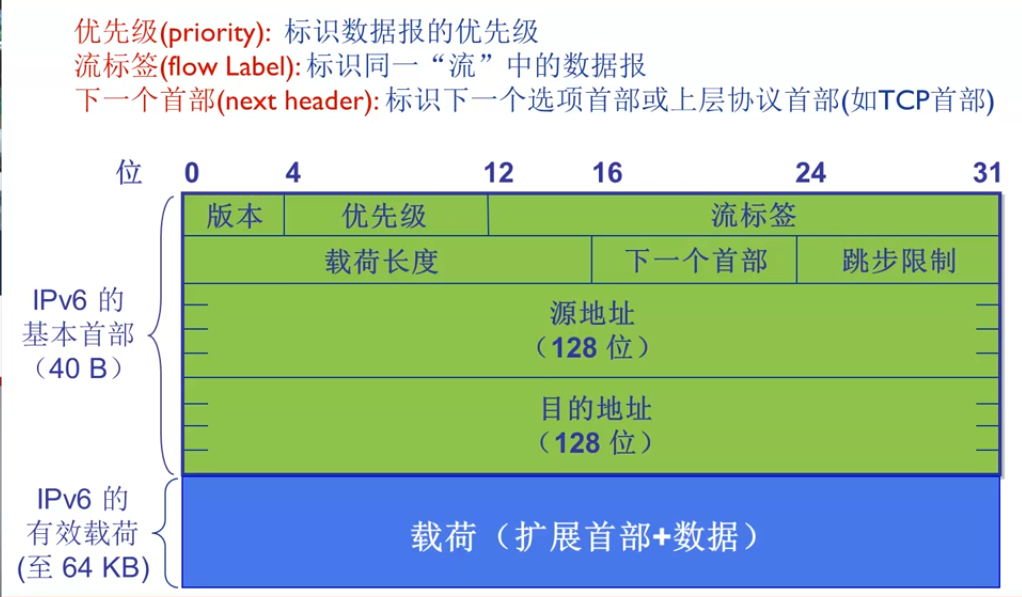 优先级(priority): 标识数据报的优先级
流标签(flow Label): 标识同一“流”中的数据报
下一个首部(next header): 标识下一个选项首部或上层协议首部(如TCP首部)
位 0 4 12 16 24 31
版本 优先级 流标签
载荷长度 下一个首部 跳步限制
IPv6 的
基本首部
（40 B）
源地址
（128 位）
目的地址
（128 位）
IPv6 的
有效载荷
(至 64 KB)
载荷（扩展首部+数据）